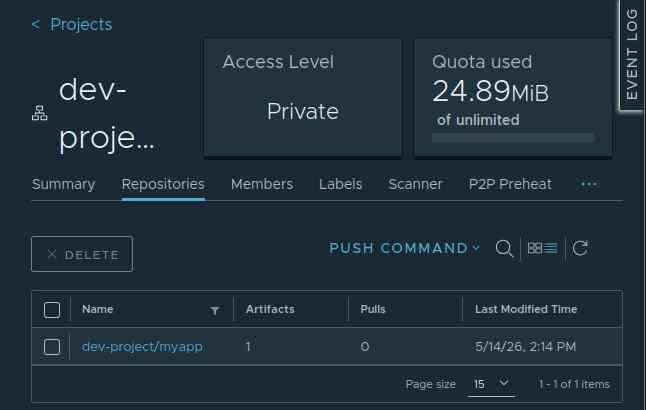 < Projects
dev-
proje...
Access Level
Private
Quota used
24.89MiB
of unlimited
EVENT LOG
Summary Repositories Members Labels Scanner P2P Preheat ...
× DELETE
PUSH COMMAND
Name Artifacts Pulls Last Modified Time
dev-project/myapp 1 0 5/14/26, 2:14 PM
Page size 15 1 - 1 of 1 items